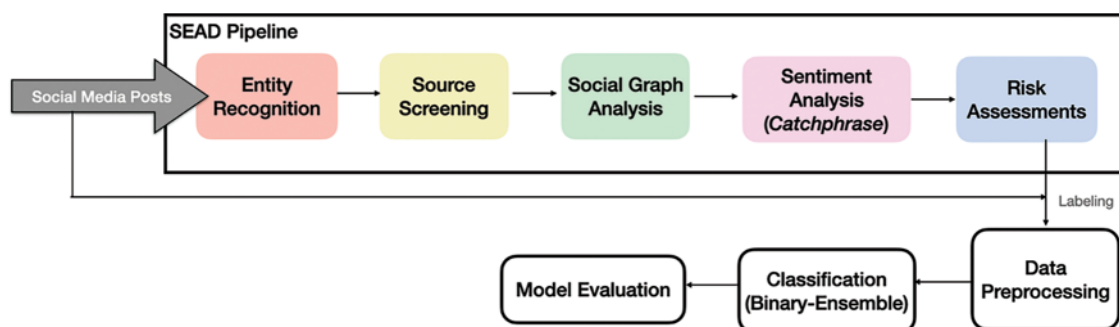 SEAD Pipeline
Social Media Posts
Entity
Recognition
Source
Screening
Social Graph
Analysis
Sentiment
Analysis
(Catchphrase)
Risk
Assessments
Labeling
Data
Preprocessing
Classification
(Binary-Ensemble)
Model Evaluation